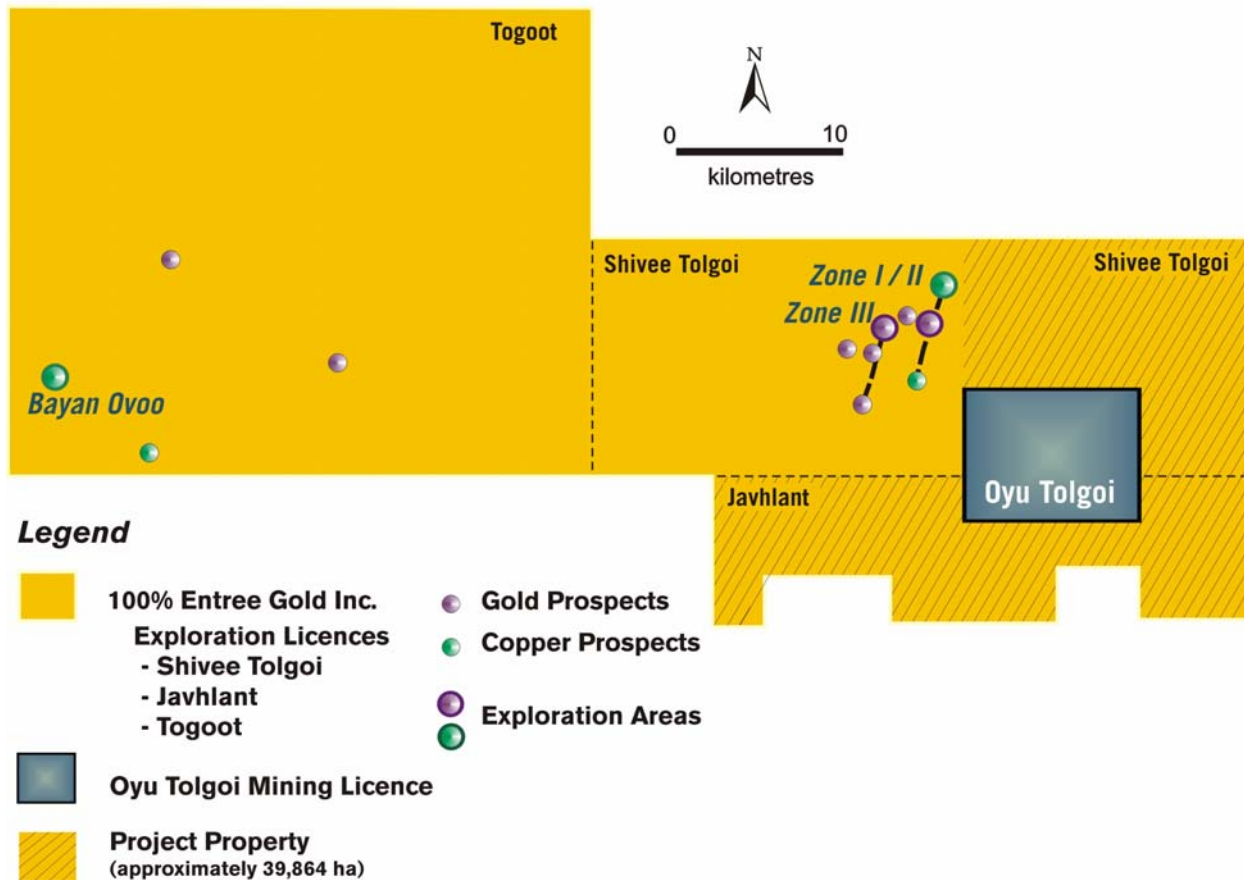 Togoot
N
0 10
kilometres
Shivee Tolgoi
Zone I / II
Shivee Tolgoi
Zone III
Bayan Ovoo
Javhlant
Oyu Tolgoi
Legend
100% Entree Gold Inc.
Exploration Licences
- Shivee Tolgoi
- Javhlant
- Togoot
Gold Prospects
Copper Prospects
Exploration Areas
Oyu Tolgoi Mining Licence
Project Property
(approximately 39,864 ha)